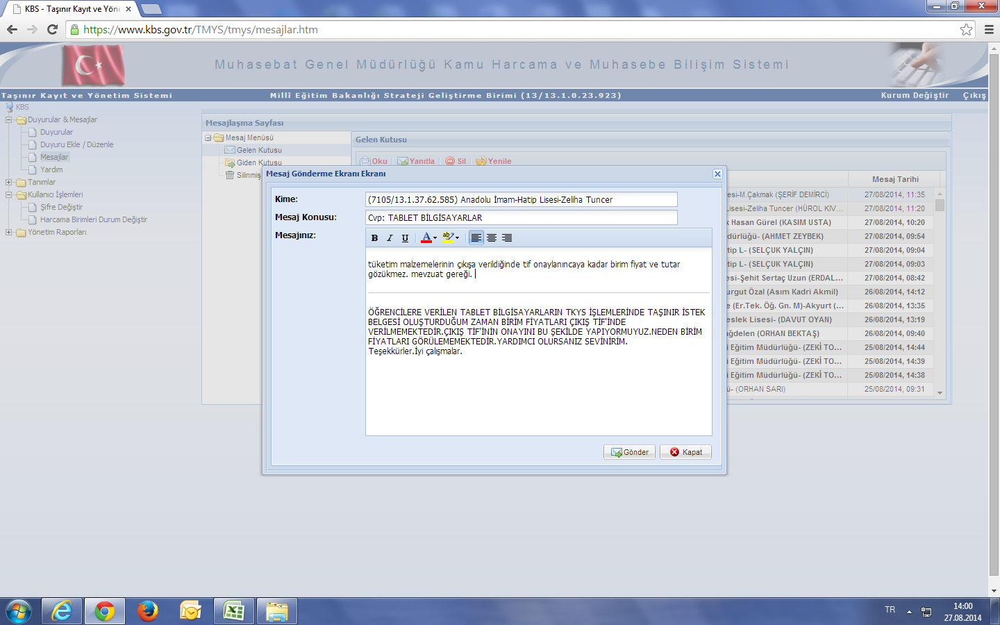 KBS - Taşınır Kayıt ve Yön
https://www.kbs.gov.tr/TMYS/tmys/mesajlar.htm
Muhasebat Genel Müdürlüğü Kamu Harcama ve Muhasebe Bilişim Sistemi
Taşınır Kayıt ve Yönetim Sistemi
Millî Eğitim Bakanlığı Strateji Geliştirme Birimi (13/13.1.0.23.923)
Kurum Değiştir
Çıkış
KBS
Duyurular & Mesajlar
Duyurular
Duyuru Ekle / Düzenle
Mesajlar
Yardım
Tanımlar
Kullanıcı İşlemleri
Şifre Değiştir
Harcama Birimleri Durum Değiştir
Yönetim Raporları
Mesajlaşma Sayfası
Mesaj Menüsü
Gelen Kutusu
Giden Kutusu
Silinmiş
Gelen Kutusu
Oku
Yanıtla
Sil
Yenile
Mesaj Gönderme Ekranı Ekranı
Kime:
(7105/13.1.37.62.585) Anadolu İmam-Hatip Lisesi-Zeliha Tuncer
Mesaj Konusu:
Cvp: TABLET BİLGİSAYARLAR
Mesajınız:
B I U A ab
tüketim malzemelerinin çıkışa verildiğinde tif onaylanıncaya kadar birim fiyat ve tutar
gözükmez. mevzuat gereği.
ÖĞRENCİLERE VERİLEN TABLET BİLGİSAYARLARIN TKYS İŞLEMLERİNDE TAŞINIR İSTEK
BELGESİ OLUŞTURDUĞUM ZAMAN BİRİM FİYATLARI ÇIKIŞ TİF'İNDE
VERİLMEMEKTEDİR.ÇIKIŞ TİF'İNİN ONAYINI BU ŞEKİLDE YAPIYORMUYUZ.NEDEN BİRİM
FİYATLARI GÖRÜLEMEMEKTEDİR.YARDIMCI OLURSANIZ SEVİNİRİM.
Teşekkürler.İyi çalışmalar.
Gönder
Kapat
Mesaj Tarihi
esi-M.Çakmak (ŞERİF DEMİRCİ) 27/08/2014, 11:35
Lisesi-Zeliha Tuncer (HÜROL KIV... 27/08/2014, 11:20
k Hasan Gürel (KASIM USTA) 27/08/2014, 10:20
dürlüğü- (AHMET ZEYBEK) 27/08/2014, 09:54
tip L- (SELÇUK YALÇIN) 27/08/2014, 09:04
tip L- (SELÇUK YALÇIN) 27/08/2014, 09:03
esi-Şehit Sertaç Uzun (ERDAL... 27/08/2014, 08:42
urgut Özal (Asım Kadri Akmil) 26/08/2014, 14:12
e (Er.Tek. Öğ. Gn. M)-Akyurt (... 26/08/2014, 13:35
eslek Lisesi- (DAVUT OYAN) 26/08/2014, 13:19
ığdelen (ORHAN BEKTAŞ) 26/08/2014, 09:40
i Eğitim Müdürlüğü- (ZEKİ TO... 25/08/2014, 14:44
i Eğitim Müdürlüğü- (ZEKİ TO... 25/08/2014, 14:39
i Eğitim Müdürlüğü- (ZEKİ TO... 25/08/2014, 14:38
ü- (ORHAN SARI) 25/08/2014, 09:31
TR
14:00
27.08.2014